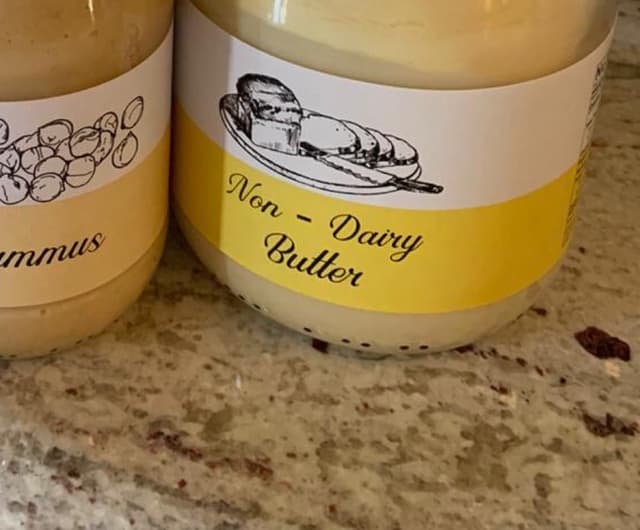 ummus
Non - Dairy
Butter